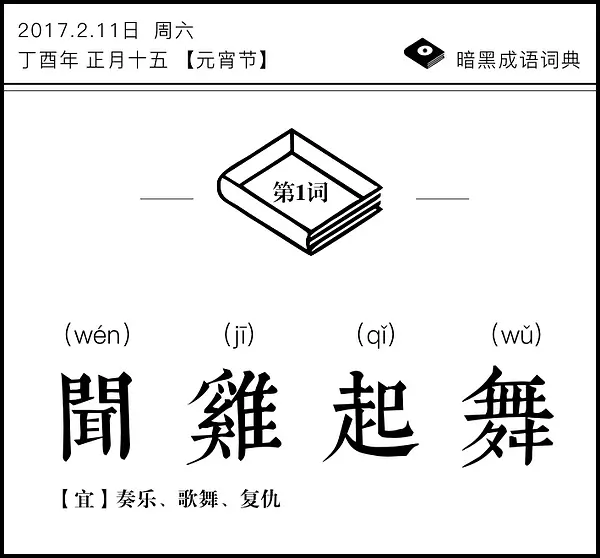 2017.2.11日 周六
丁酉年 正月十五 【元宵节】
暗黑成语词典
第1词
(wén) (jī) (qǐ) (wǔ)
聞雞起舞
【宜】奏乐、歌舞、复仇